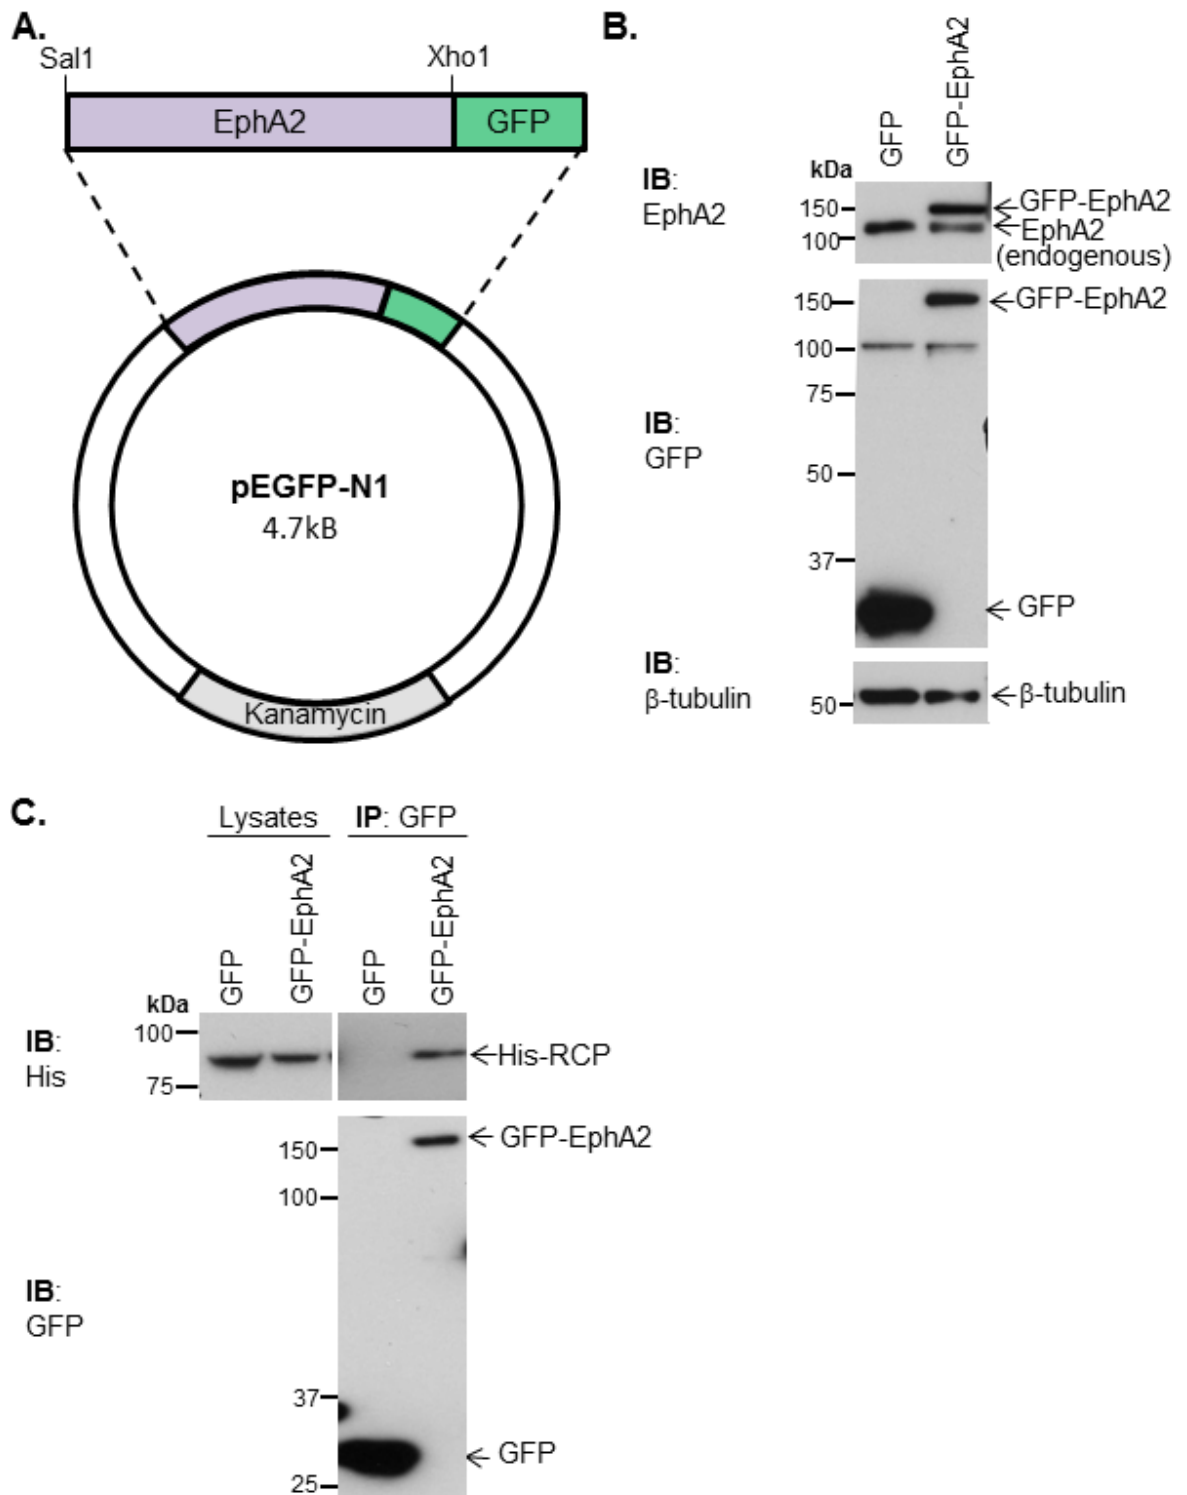 A.
Sal1
Xho1
EphA2
GFP
pEGFP-N1
4.7kB
Kanamycin
B.
GFP
GFP-EphA2
kDa
IB:
EphA2
150
100
GFP-EphA2
EphA2
(endogenous)
IB:
GFP
150
100
75
50
37
GFP-EphA2
GFP
IB:
β-tubulin
50
β-tubulin
C.
Lysates
IP: GFP
GFP
GFP-EphA2
GFP
GFP-EphA2
kDa
IB:
His
100
75
His-RCP
IB:
GFP
150
100
37
25
GFP-EphA2
GFP